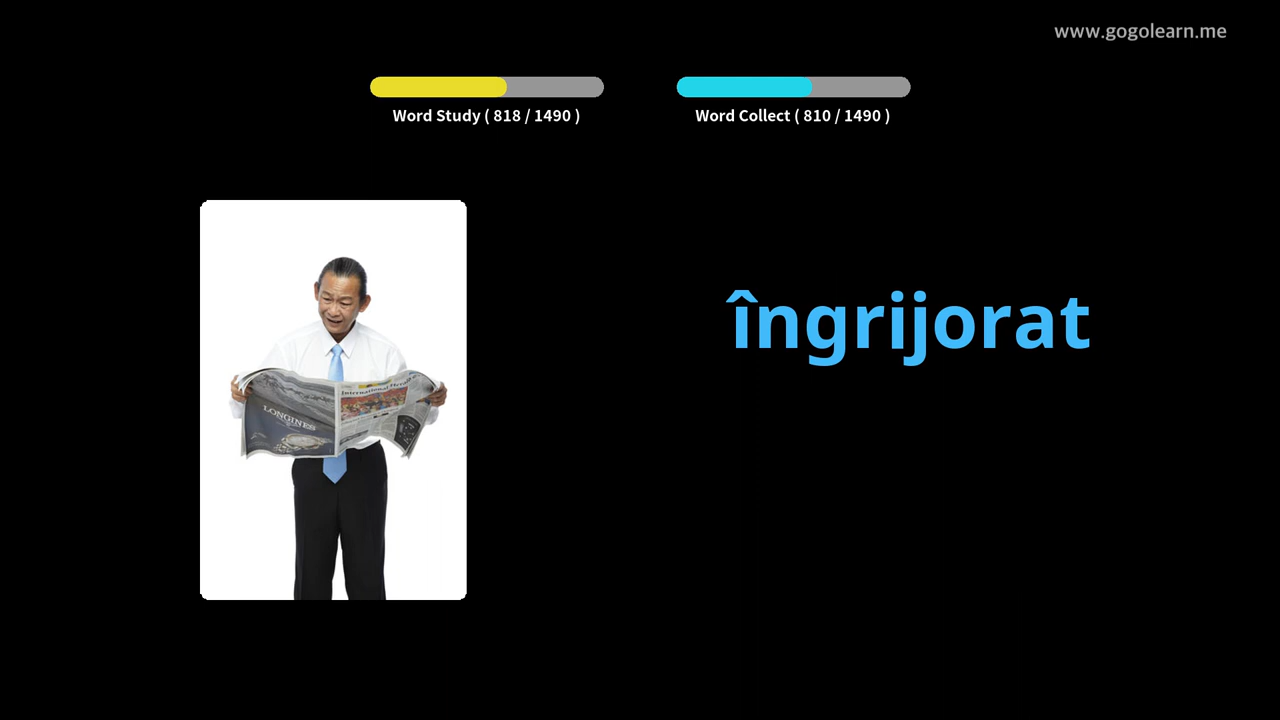 www.gogolearn.me
Word Study ( 818 / 1490 )
Word Collect ( 810 / 1490 )
îngrijorat
LONGINES
International Herald